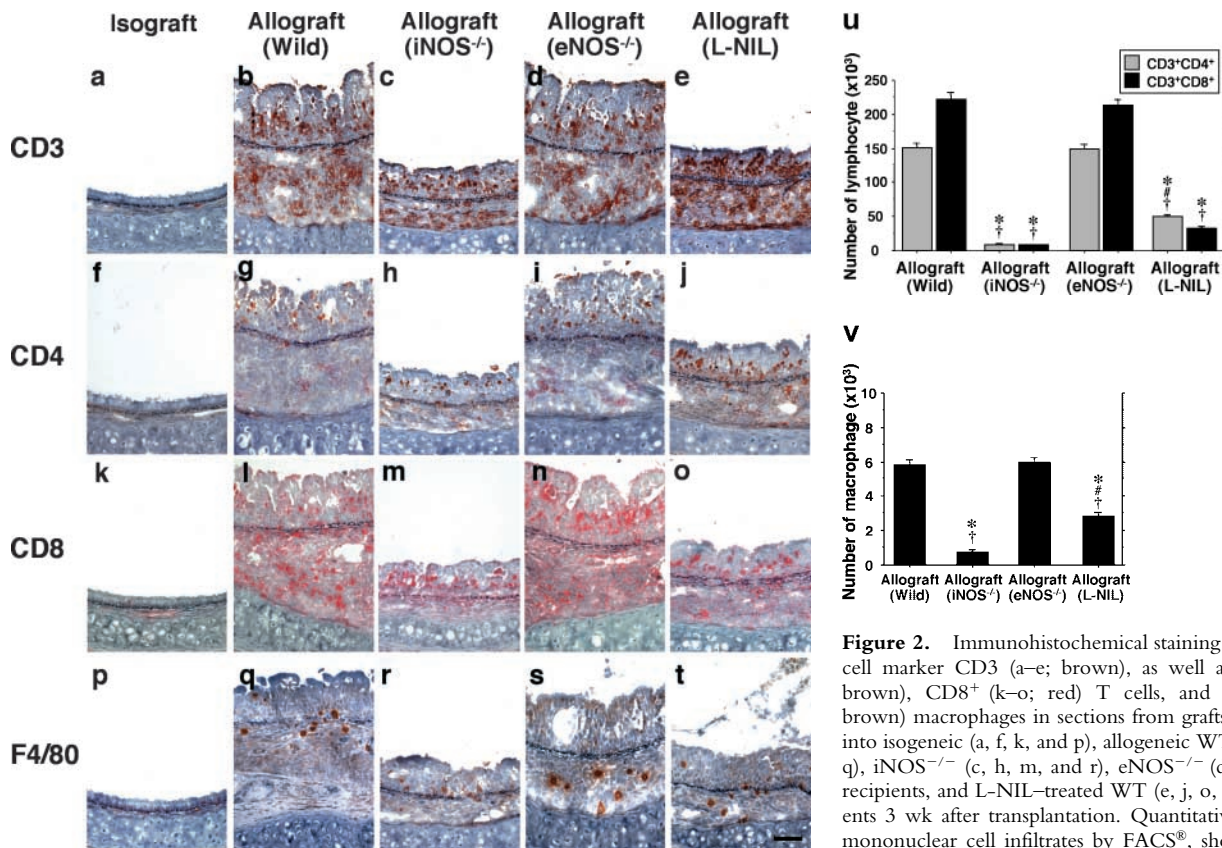 Isograft
Allograft
(Wild)
Allograft
(iNOS-/-)
Allograft
(eNOS-/-)
Allograft
(L-NIL)
a
b
c
d
e
CD3
f
g
h
i
j
CD4
k
l
m
n
o
CD8
p
q
r
s
t
F4/80
u
CD3+CD4+
CD3+CD8+
Number of lymphocyte (x10³)
250
200
150
100
50
0
*
†
*
†
*
#
†
*
†
Allograft
(Wild)
Allograft
(iNOS-/-)
Allograft
(eNOS-/-)
Allograft
(L-NIL)
v
Number of macrophage (x10³)
10
8
6
4
2
0
*
†
*
#
†
Allograft
(Wild)
Allograft
(iNOS-/-)
Allograft
(eNOS-/-)
Allograft
(L-NIL)
Figure 2. Immunohistochemical staining
cell marker CD3 (a–e; brown), as well a
brown), CD8+ (k–o; red) T cells, and
brown) macrophages in sections from graft
into isogeneic (a, f, k, and p), allogeneic WT
q), iNOS−/− (c, h, m, and r), eNOS−/− (
recipients, and L-NIL–treated WT (e, j, o,
ents 3 wk after transplantation. Quantitativ
mononuclear cell infiltrates by FACS®, sh